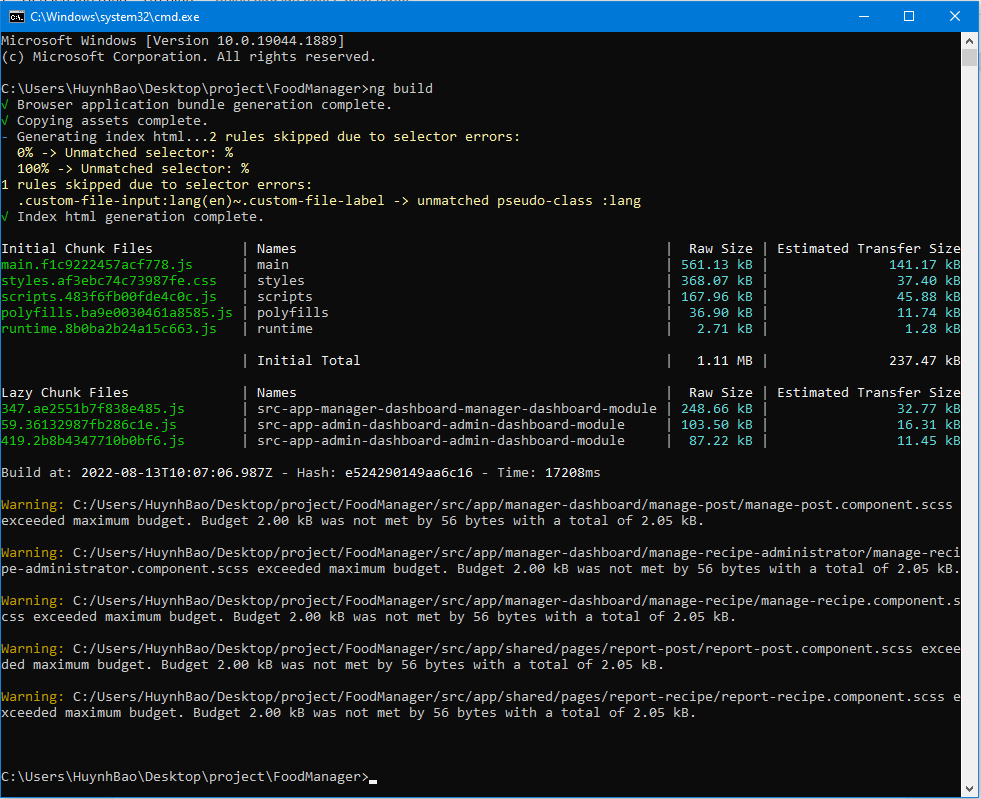 C:\Windows\system32\cmd.exe
Microsoft Windows [Version 10.0.19044.1889]
(c) Microsoft Corporation. All rights reserved.
C:\Users\HuynhBao\Desktop\project\FoodManager>ng build
√ Browser application bundle generation complete.
√ Copying assets complete.
- Generating index html...2 rules skipped due to selector errors:
  0% -> Unmatched selector: %
  100% -> Unmatched selector: %
1 rules skipped due to selector errors:
  .custom-file-input:lang(en)~.custom-file-label -> unmatched pseudo-class :lang
√ Index html generation complete.
Initial Chunk Files | Names | Raw Size | Estimated Transfer Size
main.f1c9222457acf778.js | main | 561.13 kB | 141.17 kB
styles.af3ebc74c73987fe.css | styles | 368.07 kB | 37.40 kB
scripts.483f6fb00fde4c0c.js | scripts | 167.96 kB | 45.88 kB
polyfills.ba9e0030461a8585.js | polyfills | 36.90 kB | 11.74 kB
runtime.8b0ba2b24a15c663.js | runtime | 2.71 kB | 1.28 kB
| Initial Total | 1.11 MB | 237.47 kB
Lazy Chunk Files | Names | Raw Size | Estimated Transfer Size
347.ae2551b7f838e485.js | src-app-manager-dashboard-manager-dashboard-module | 248.66 kB | 32.77 kB
59.36132987fb286c1e.js | src-app-admin-dashboard-admin-dashboard-module | 103.50 kB | 16.31 kB
419.2b8b4347710b0bf6.js | src-app-admin-dashboard-admin-dashboard-module | 87.22 kB | 11.45 kB
Build at: 2022-08-13T10:07:06.987Z - Hash: e524290149aa6c16 - Time: 17208ms
Warning: C:/Users/HuynhBao/Desktop/project/FoodManager/src/app/manager-dashboard/manage-post/manage-post.component.scss
exceeded maximum budget. Budget 2.00 kB was not met by 56 bytes with a total of 2.05 kB.
Warning: C:/Users/HuynhBao/Desktop/project/FoodManager/src/app/manager-dashboard/manage-recipe-administrator/manage-reci
pe-administrator.component.scss exceeded maximum budget. Budget 2.00 kB was not met by 56 bytes with a total of 2.05 kB.
Warning: C:/Users/HuynhBao/Desktop/project/FoodManager/src/app/manager-dashboard/manage-recipe/manage-recipe.component.s
css exceeded maximum budget. Budget 2.00 kB was not met by 56 bytes with a total of 2.05 kB.
Warning: C:/Users/HuynhBao/Desktop/project/FoodManager/src/app/shared/pages/report-post/report-post.component.scss excee
ded maximum budget. Budget 2.00 kB was not met by 56 bytes with a total of 2.05 kB.
Warning: C:/Users/HuynhBao/Desktop/project/FoodManager/src/app/shared/pages/report-recipe/report-recipe.component.scss e
xceeded maximum budget. Budget 2.00 kB was not met by 56 bytes with a total of 2.05 kB.
C:\Users\HuynhBao\Desktop\project\FoodManager>